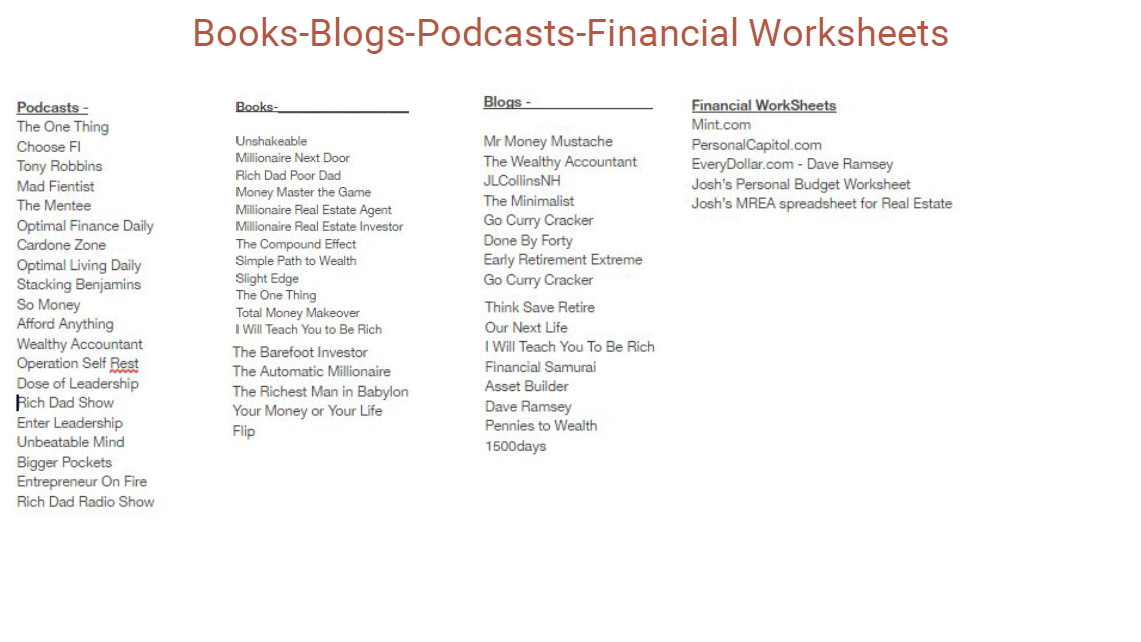 Books-Blogs-Podcasts-Financial Worksheets
Podcasts -
The One Thing
Choose FI
Tony Robbins
Mad Fientist
The Mentee
Optimal Finance Daily
Cardone Zone
Optimal Living Daily
Stacking Benjamins
So Money
Afford Anything
Wealthy Accountant
Operation Self Rest
Dose of Leadership
Rich Dad Show
Enter Leadership
Unbeatable Mind
Bigger Pockets
Entrepreneur On Fire
Rich Dad Radio Show
Books-
Unshakeable
Millionaire Next Door
Rich Dad Poor Dad
Money Master the Game
Millionaire Real Estate Agent
Millionaire Real Estate Investor
The Compound Effect
Simple Path to Wealth
Slight Edge
The One Thing
Total Money Makeover
I Will Teach You to Be Rich
The Barefoot Investor
The Automatic Millionaire
The Richest Man in Babylon
Your Money or Your Life
Flip
Blogs -
Mr Money Mustache
The Wealthy Accountant
JLCollinsNH
The Minimalist
Go Curry Cracker
Done By Forty
Early Retirement Extreme
Go Curry Cracker
Think Save Retire
Our Next Life
I Will Teach You To Be Rich
Financial Samurai
Asset Builder
Dave Ramsey
Pennies to Wealth
1500days
Financial WorkSheets
Mint.com
PersonalCapitol.com
EveryDollar.com - Dave Ramsey
Josh's Personal Budget Worksheet
Josh's MREA spreadsheet for Real Estate